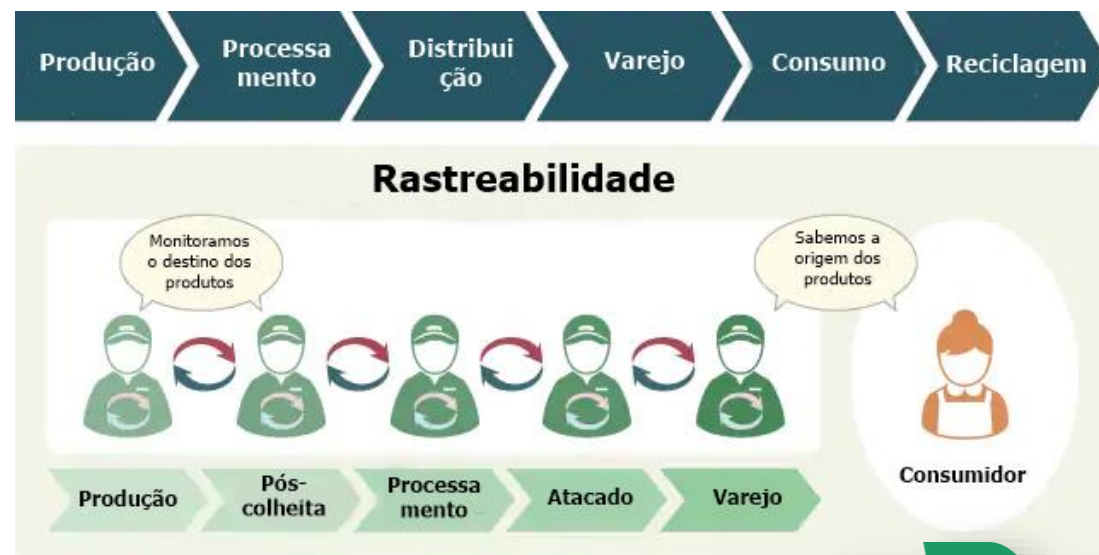 Produção
Processa
mento
Distribui
ção
Varejo
Consumo
Reciclagem
Rastreabilidade
Monitoramos
o destino dos
produtos
Sabemos a
origem dos
produtos
Produção
Pós-
colheita
Processa
mento
Atacado
Varejo
Consumidor